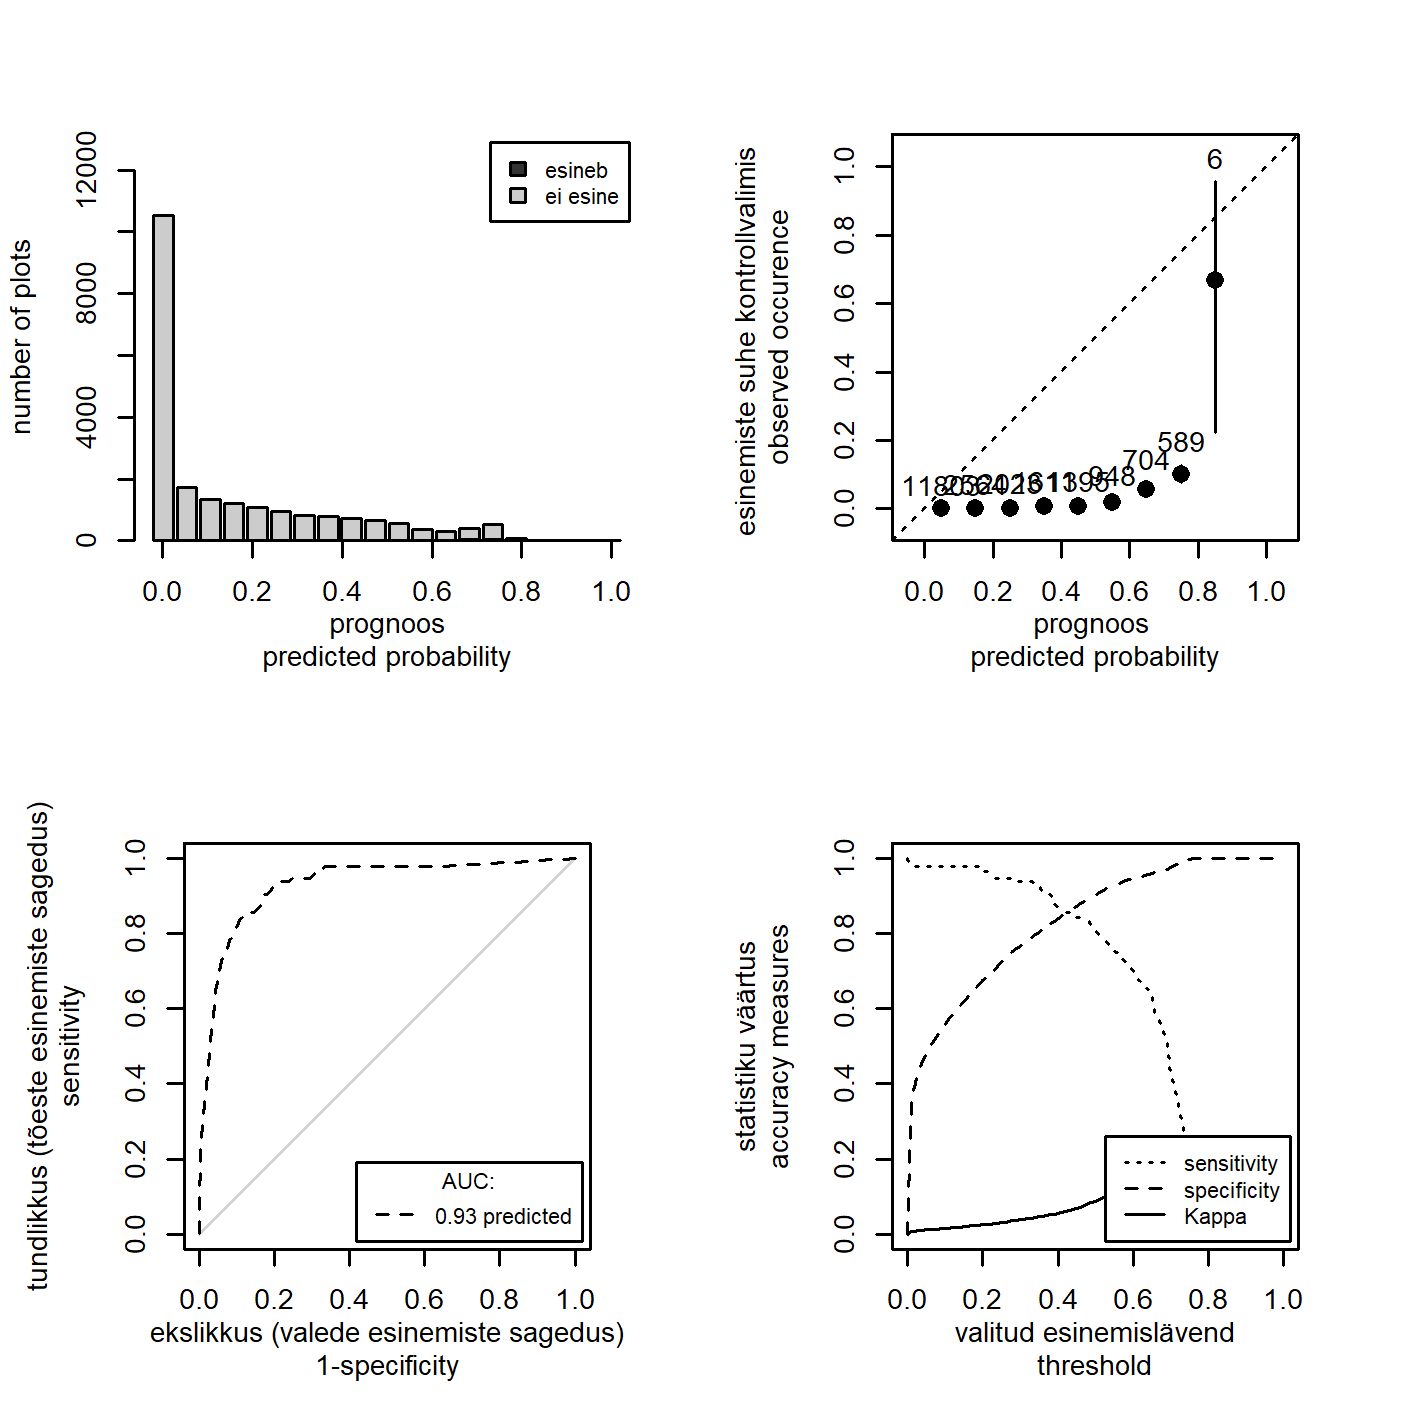 number of plots
0
4000
8000
12000
esineb
ei esine
0.0 0.2 0.4 0.6 0.8 1.0
prognoos
predicted probability
esinemiste suhe kontrollvalimis
observed occurence
0.0 0.2 0.4 0.6 0.8 1.0
6
589
704
948
0.0 0.2 0.4 0.6 0.8 1.0
prognoos
predicted probability
tundlikkus (tõeste esinemiste sagedus)
sensitivity
0.0 0.2 0.4 0.6 0.8 1.0
AUC:
0.93 predicted
0.0 0.2 0.4 0.6 0.8 1.0
ekslikkus (valede esinemiste sagedus)
1-specificity
statistiku väärtus
accuracy measures
0.0 0.2 0.4 0.6 0.8 1.0
sensitivity
specificity
Kappa
0.0 0.2 0.4 0.6 0.8 1.0
valitud esinemislävend
threshold